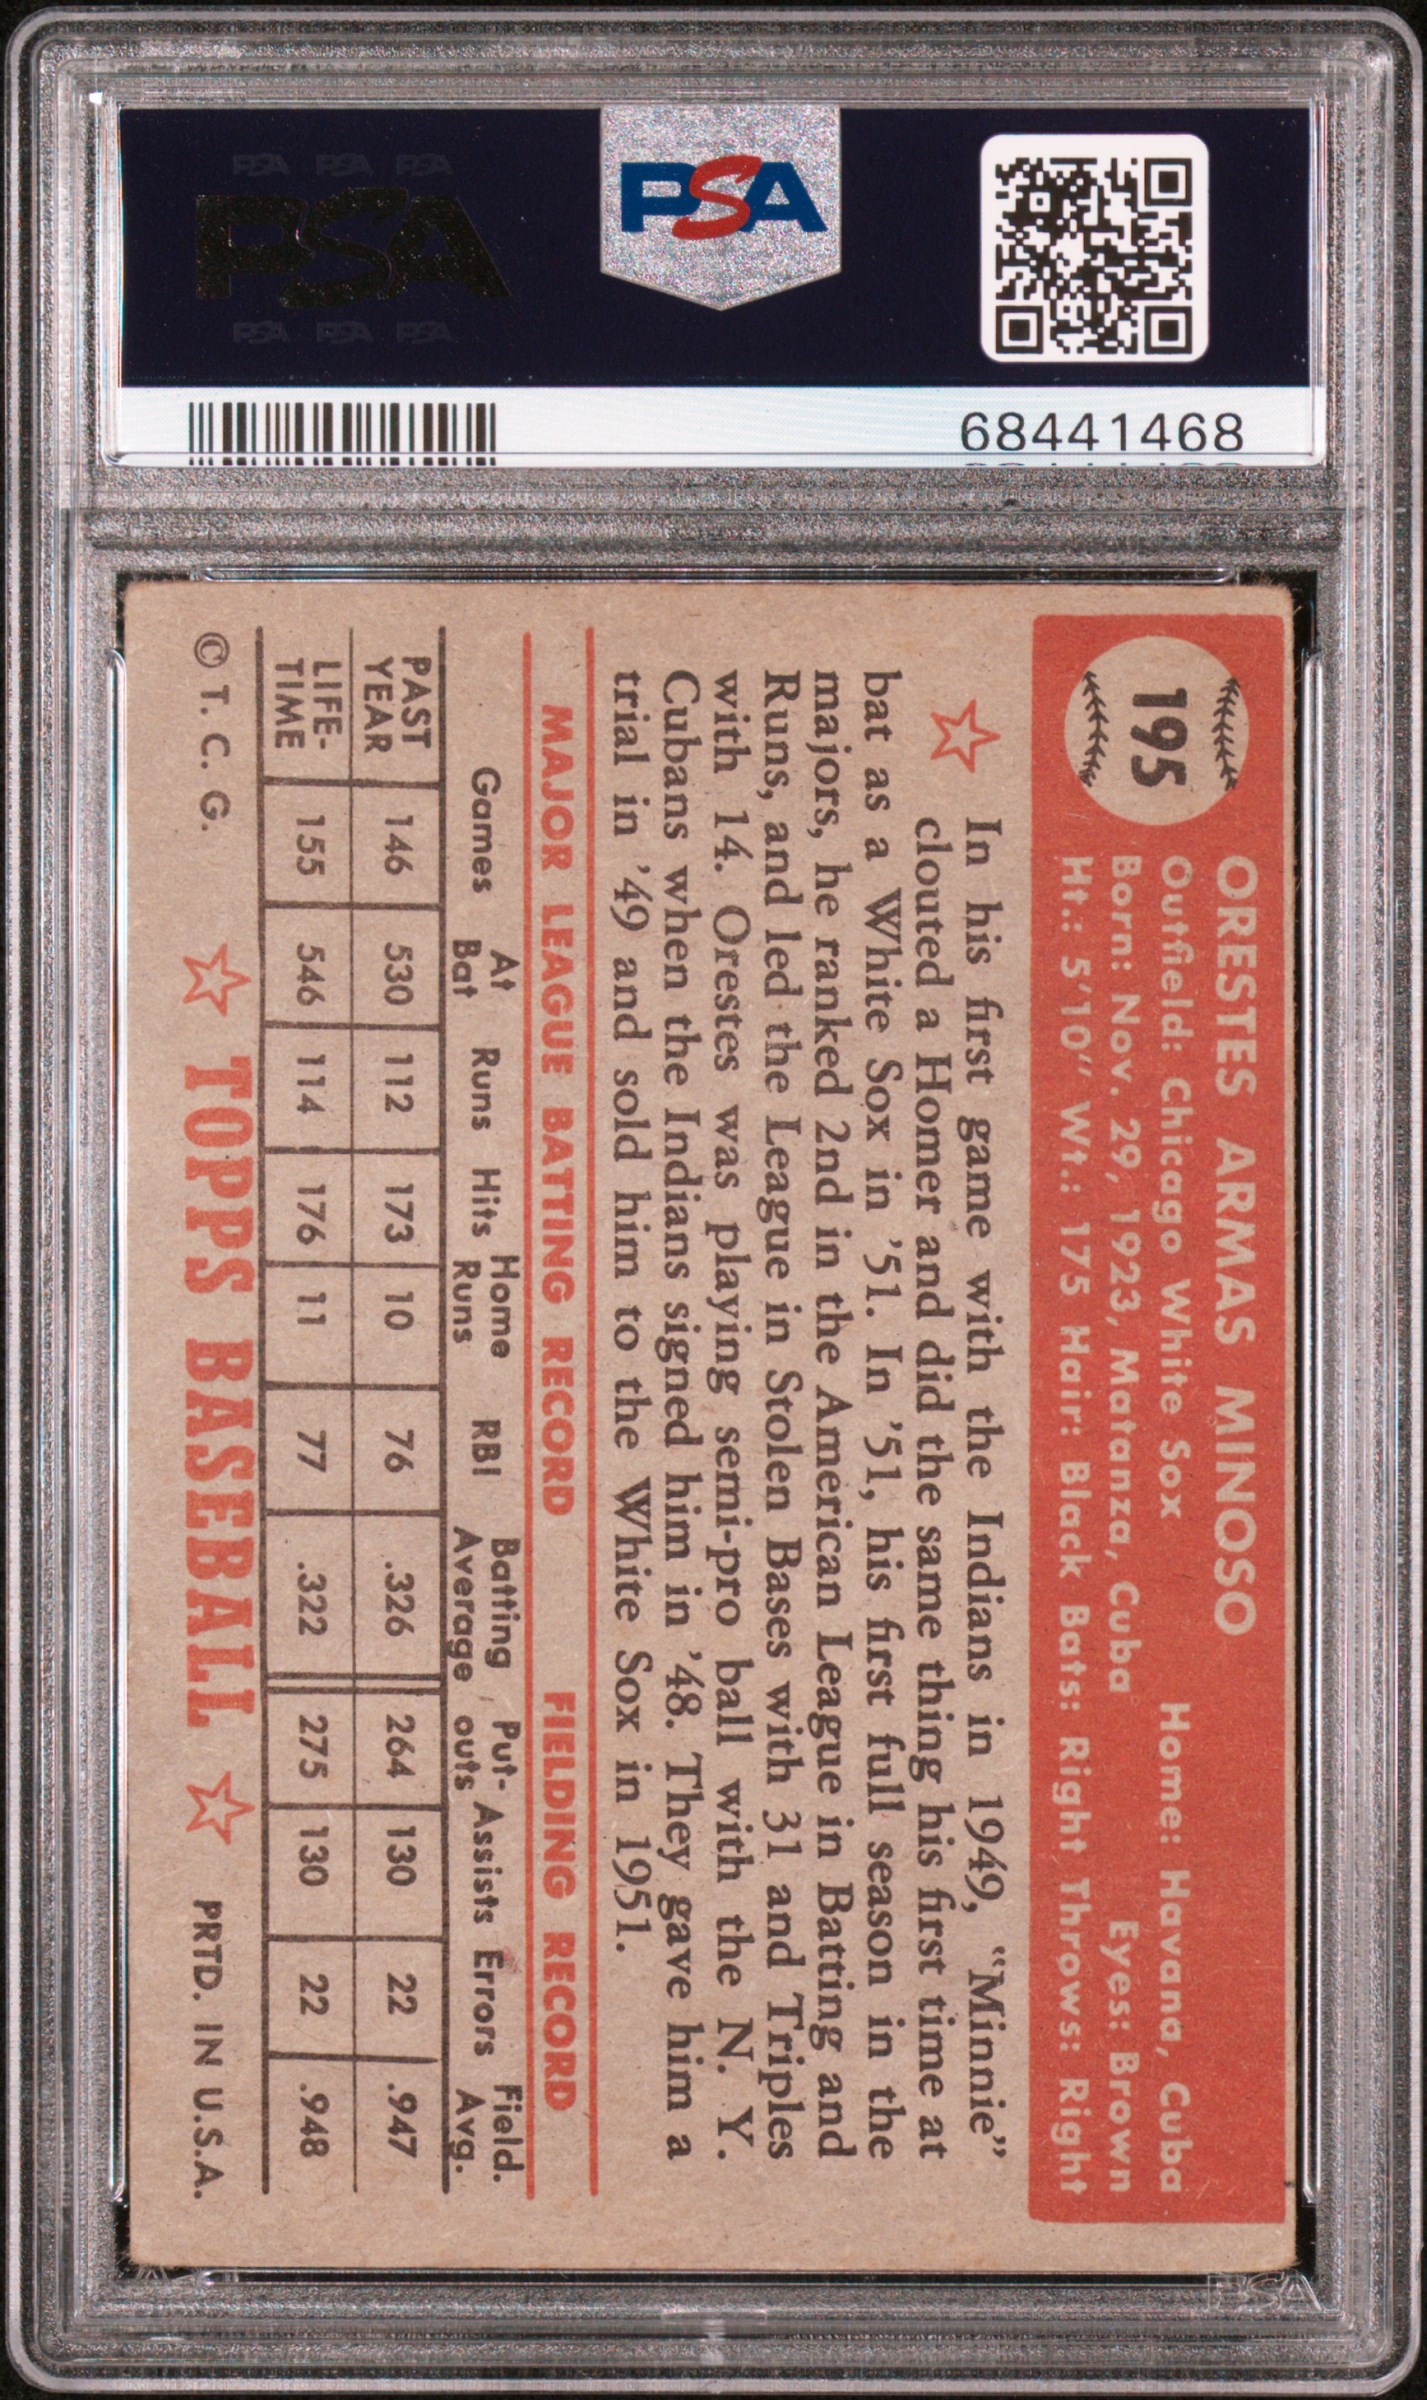 PSA PSA PSA
PSA
PSA PSA PSA
PSA
68441468
195
ORESTES ARMAS MINOSO
Outfield: Chicago White Sox Home: Havana, Cuba
Born: Nov. 29, 1923, Matanza, Cuba Eyes: Brown
Ht.: 5'10" Wt.: 175 Hair: Black Bats: Right Throws: Right
In his first game with the Indians in 1949, "Minnie"
clouted a Homer and did the same thing his first time at
bat as a White Sox in '51. In '51, his first full season in the
majors, he ranked 2nd in the American League in Batting and
Runs, and led the League in Stolen Bases with 31 and Triples
with 14. Orestes was playing semi-pro ball with the N. Y.
Cubans when the Indians signed him in '48. They gave him a
trial in '49 and sold him to the White Sox in 1951.
MAJOR LEAGUE BATTING RECORD FIELDING RECORD
Games At Bat Runs Hits Home Runs RBI Batting Average Put-outs Assists Errors Field. Avg.
PAST YEAR 146 530 112 173 10 76 .326 264 130 22 .947
LIFE-TIME 155 546 114 176 11 77 .322 275 130 22 .948
© T. C. G. TOPPS BASEBALL PRTD. IN U.S.A.
PSA